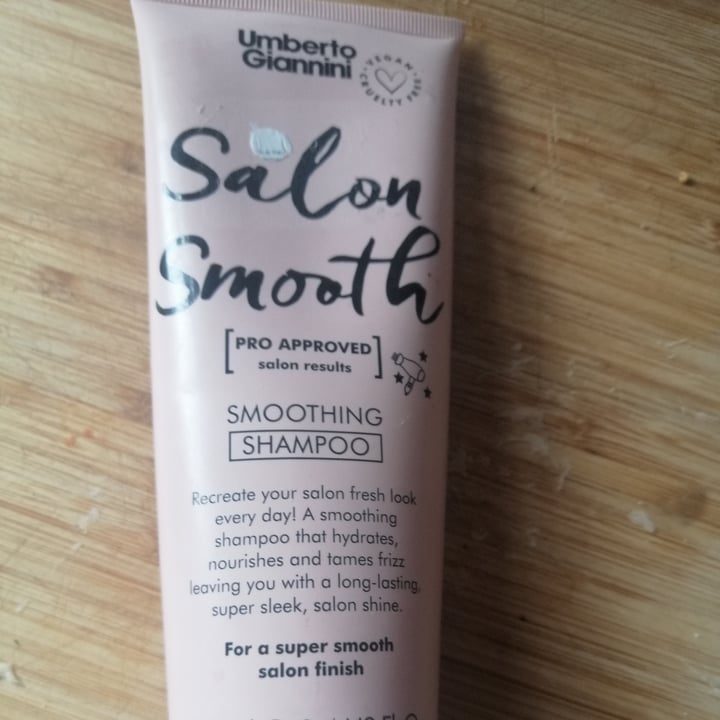 Umberto
Giannini
VEGAN
CRUELTY FREE
Salon
Smooth
[PRO APPROVED
salon results]
SMOOTHING
SHAMPOO
Recreate your salon fresh look
every day! A smoothing
shampoo that hydrates,
nourishes and tames frizz
leaving you with a long-lasting,
super sleek, salon shine.
For a super smooth
salon finish